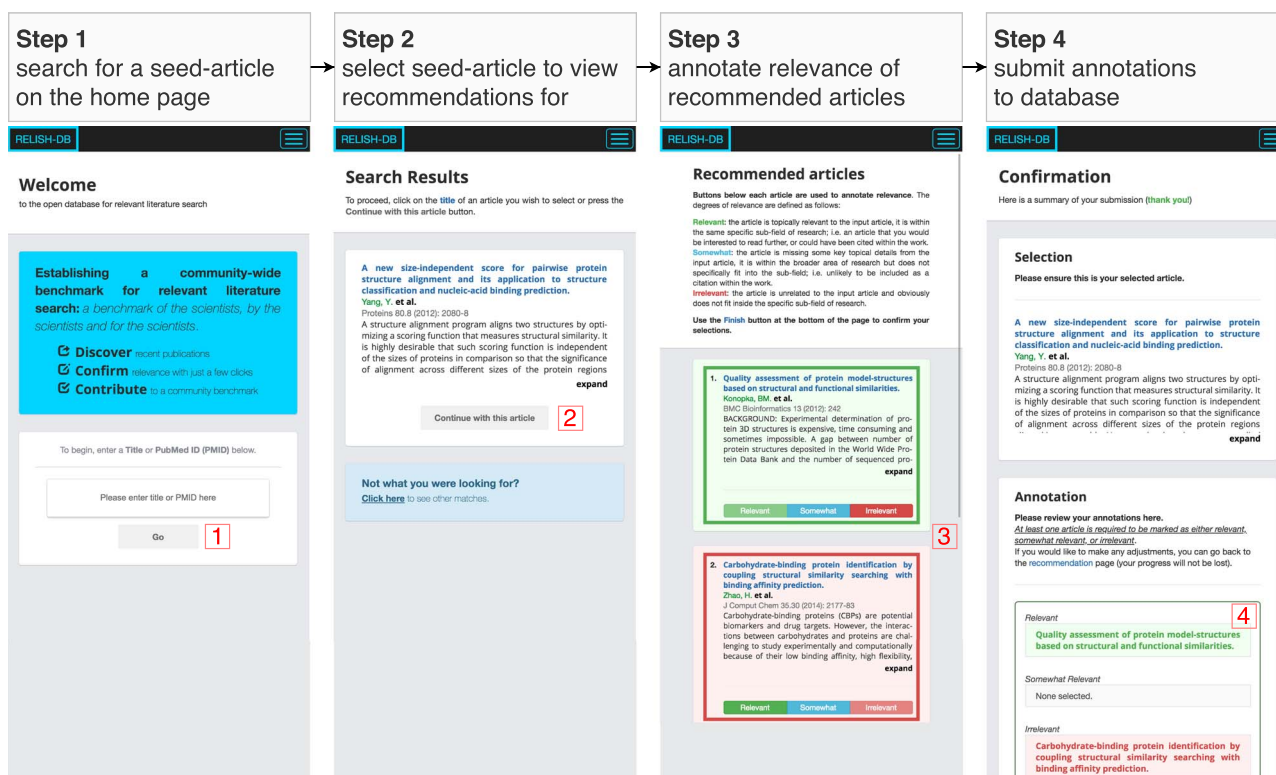 Step 1
search for a seed-article
on the home page
Step 2
select seed-article to view
recommendations for
Step 3
annotate relevance of
recommended articles
Step 4
submit annotations
to database
RELISH-DB
Welcome
to the open database for relevant literature search
Establishing a community-wide
benchmark for relevant literature
search: a benchmark of the scientists, by the
scientists and for the scientists.
Discover recent publications
Confirm relevance with just a few clicks
Contribute to a community benchmark
To begin, enter a Title or PubMed ID (PMID) below.
Please enter title or PMID here
Go
1
RELISH-DB
Search Results
To proceed, click on the title of an article you wish to select or press the
Continue with this article button.
A new size-independent score for pairwise protein
structure alignment and its application to structure
classification and nucleic-acid binding prediction.
Yang, Y. et al.
Proteins 80.8 (2012): 2080-8
A structure alignment program aligns two structures by opti-
mizing a scoring function that measures structural similarity. It
is highly desirable that such scoring function is independent
of the sizes of proteins in comparison so that the significance
of alignment across different sizes of the protein regions
expand
Continue with this article
2
Not what you were looking for?
Click here to see other matches.
RELISH-DB
Recommended articles
Buttons below each article are used to annotate relevance. The
degrees of relevance are defined as follows:
Relevant: the article is topically relevant to the input article, it is within
the same specific sub-field of research; i.e. an article that you would
be interested to read further, or could have been cited within the work.
Somewhat: the article is missing some key topical details from the
input article, it is within the broader area of research but does not
specifically fit into the sub-field; i.e. unlikely to be included as a
citation within the work.
Irrelevant: the article is unrelated to the input article and obviously
does not fit inside the specific sub-field of research.
Use the Finish button at the bottom of the page to confirm your
selections.
1. Quality assessment of protein model-structures
based on structural and functional similarities.
Konopka, BM. et al.
BMC Bioinformatics 13 (2012): 242
BACKGROUND: Experimental determination of pro-
tein 3D structures is expensive, time consuming and
sometimes impossible. A gap between number of
protein structures deposited in the World Wide Pro-
tein Data Bank and the number of sequenced pro-
expand
Relevant Somewhat Irrelevant
3
2. Carbohydrate-binding protein identification by
coupling structural similarity searching with
binding affinity prediction.
Zhao, H. et al.
J Comput Chem 35.30 (2014): 2177-83
Carbohydrate-binding proteins (CBPs) are potential
biomarkers and drug targets. However, the interac-
tions between carbohydrates and proteins are chal-
lenging to study experimentally and computationally
because of their low binding affinity, high flexibility,
expand
Relevant Somewhat Irrelevant
RELISH-DB
Confirmation
Here is a summary of your submission (thank you!)
Selection
Please ensure this is your selected article.
A new size-independent score for pairwise protein
structure alignment and its application to structure
classification and nucleic-acid binding prediction.
Yang, Y. et al.
Proteins 80.8 (2012): 2080-8
A structure alignment program aligns two structures by opti-
mizing a scoring function that measures structural similarity. It
is highly desirable that such scoring function is independent
of the sizes of proteins in comparison so that the significance
of alignment across different sizes of the protein regions
expand
Annotation
Please review your annotations here.
At least one article is required to be marked as either relevant,
somewhat relevant, or irrelevant.
If you would like to make any adjustments, you can go back to
the recommendation page (your progress will not be lost).
4
Relevant
Quality assessment of protein model-structures
based on structural and functional similarities.
Somewhat Relevant
None selected.
Irrelevant
Carbohydrate-binding protein identification by
coupling structural similarity searching with
binding affinity prediction.